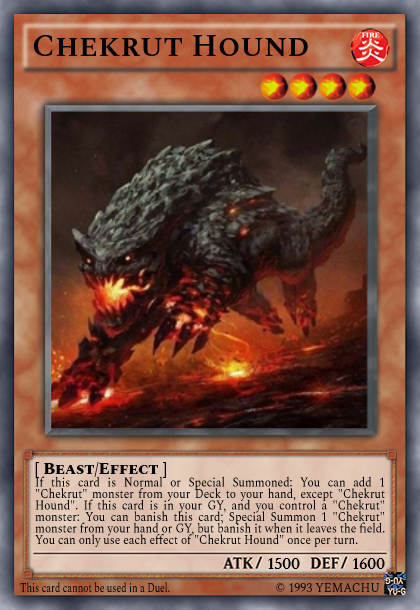 Chekrut Hound
FIRE
炎
[ Beast/Effect ]
If this card is Normal or Special Summoned: You can add 1
"Chekrut" monster from your Deck to your hand, except "Chekrut
Hound". If this card is in your GY, and you control a "Chekrut"
monster: You can banish this card; Special Summon 1 "Chekrut"
monster from your hand or GY, but banish it when it leaves the field.
You can only use each effect of "Chekrut Hound" once per turn.
ATK/ 1500 DEF/ 1600
This card cannot be used in a Duel.
© 1993 YEMACHU